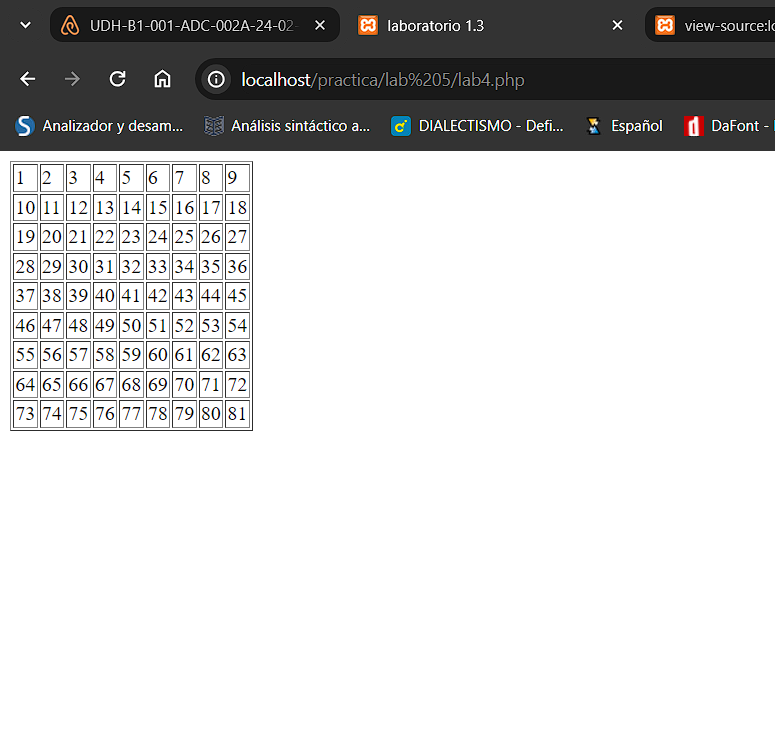 UDH-B1-001-ADC-002A-24-02- laboratorio 1.3 view-source:lo
localhost/practica/lab%205/lab4.php
Analizador y desam... Análisis sintáctico a... DIALECTISMO - Defi... Español DaFont -
1 2 3 4 5 6 7 8 9
10 11 12 13 14 15 16 17 18
19 20 21 22 23 24 25 26 27
28 29 30 31 32 33 34 35 36
37 38 39 40 41 42 43 44 45
46 47 48 49 50 51 52 53 54
55 56 57 58 59 60 61 62 63
64 65 66 67 68 69 70 71 72
73 74 75 76 77 78 79 80 81